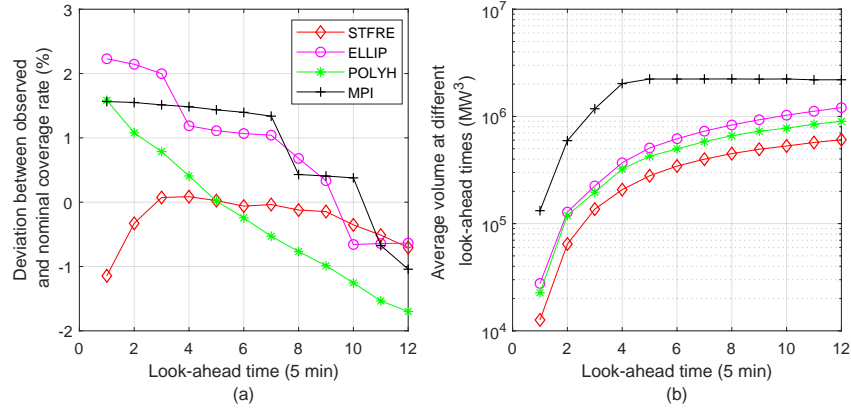 3
2
1
0
-1
-2
Deviation between observed
and nominal coverage rate (%)
STFRE
ELLIP
POLYH
MPI
0 2 4 6 8 10 12
Look-ahead time (5 min)
(a)
10^7
10^6
10^5
10^4
Average volume at different
look-ahead times (MW^3)
0 2 4 6 8 10 12
Look-ahead time (5 min)
(b)